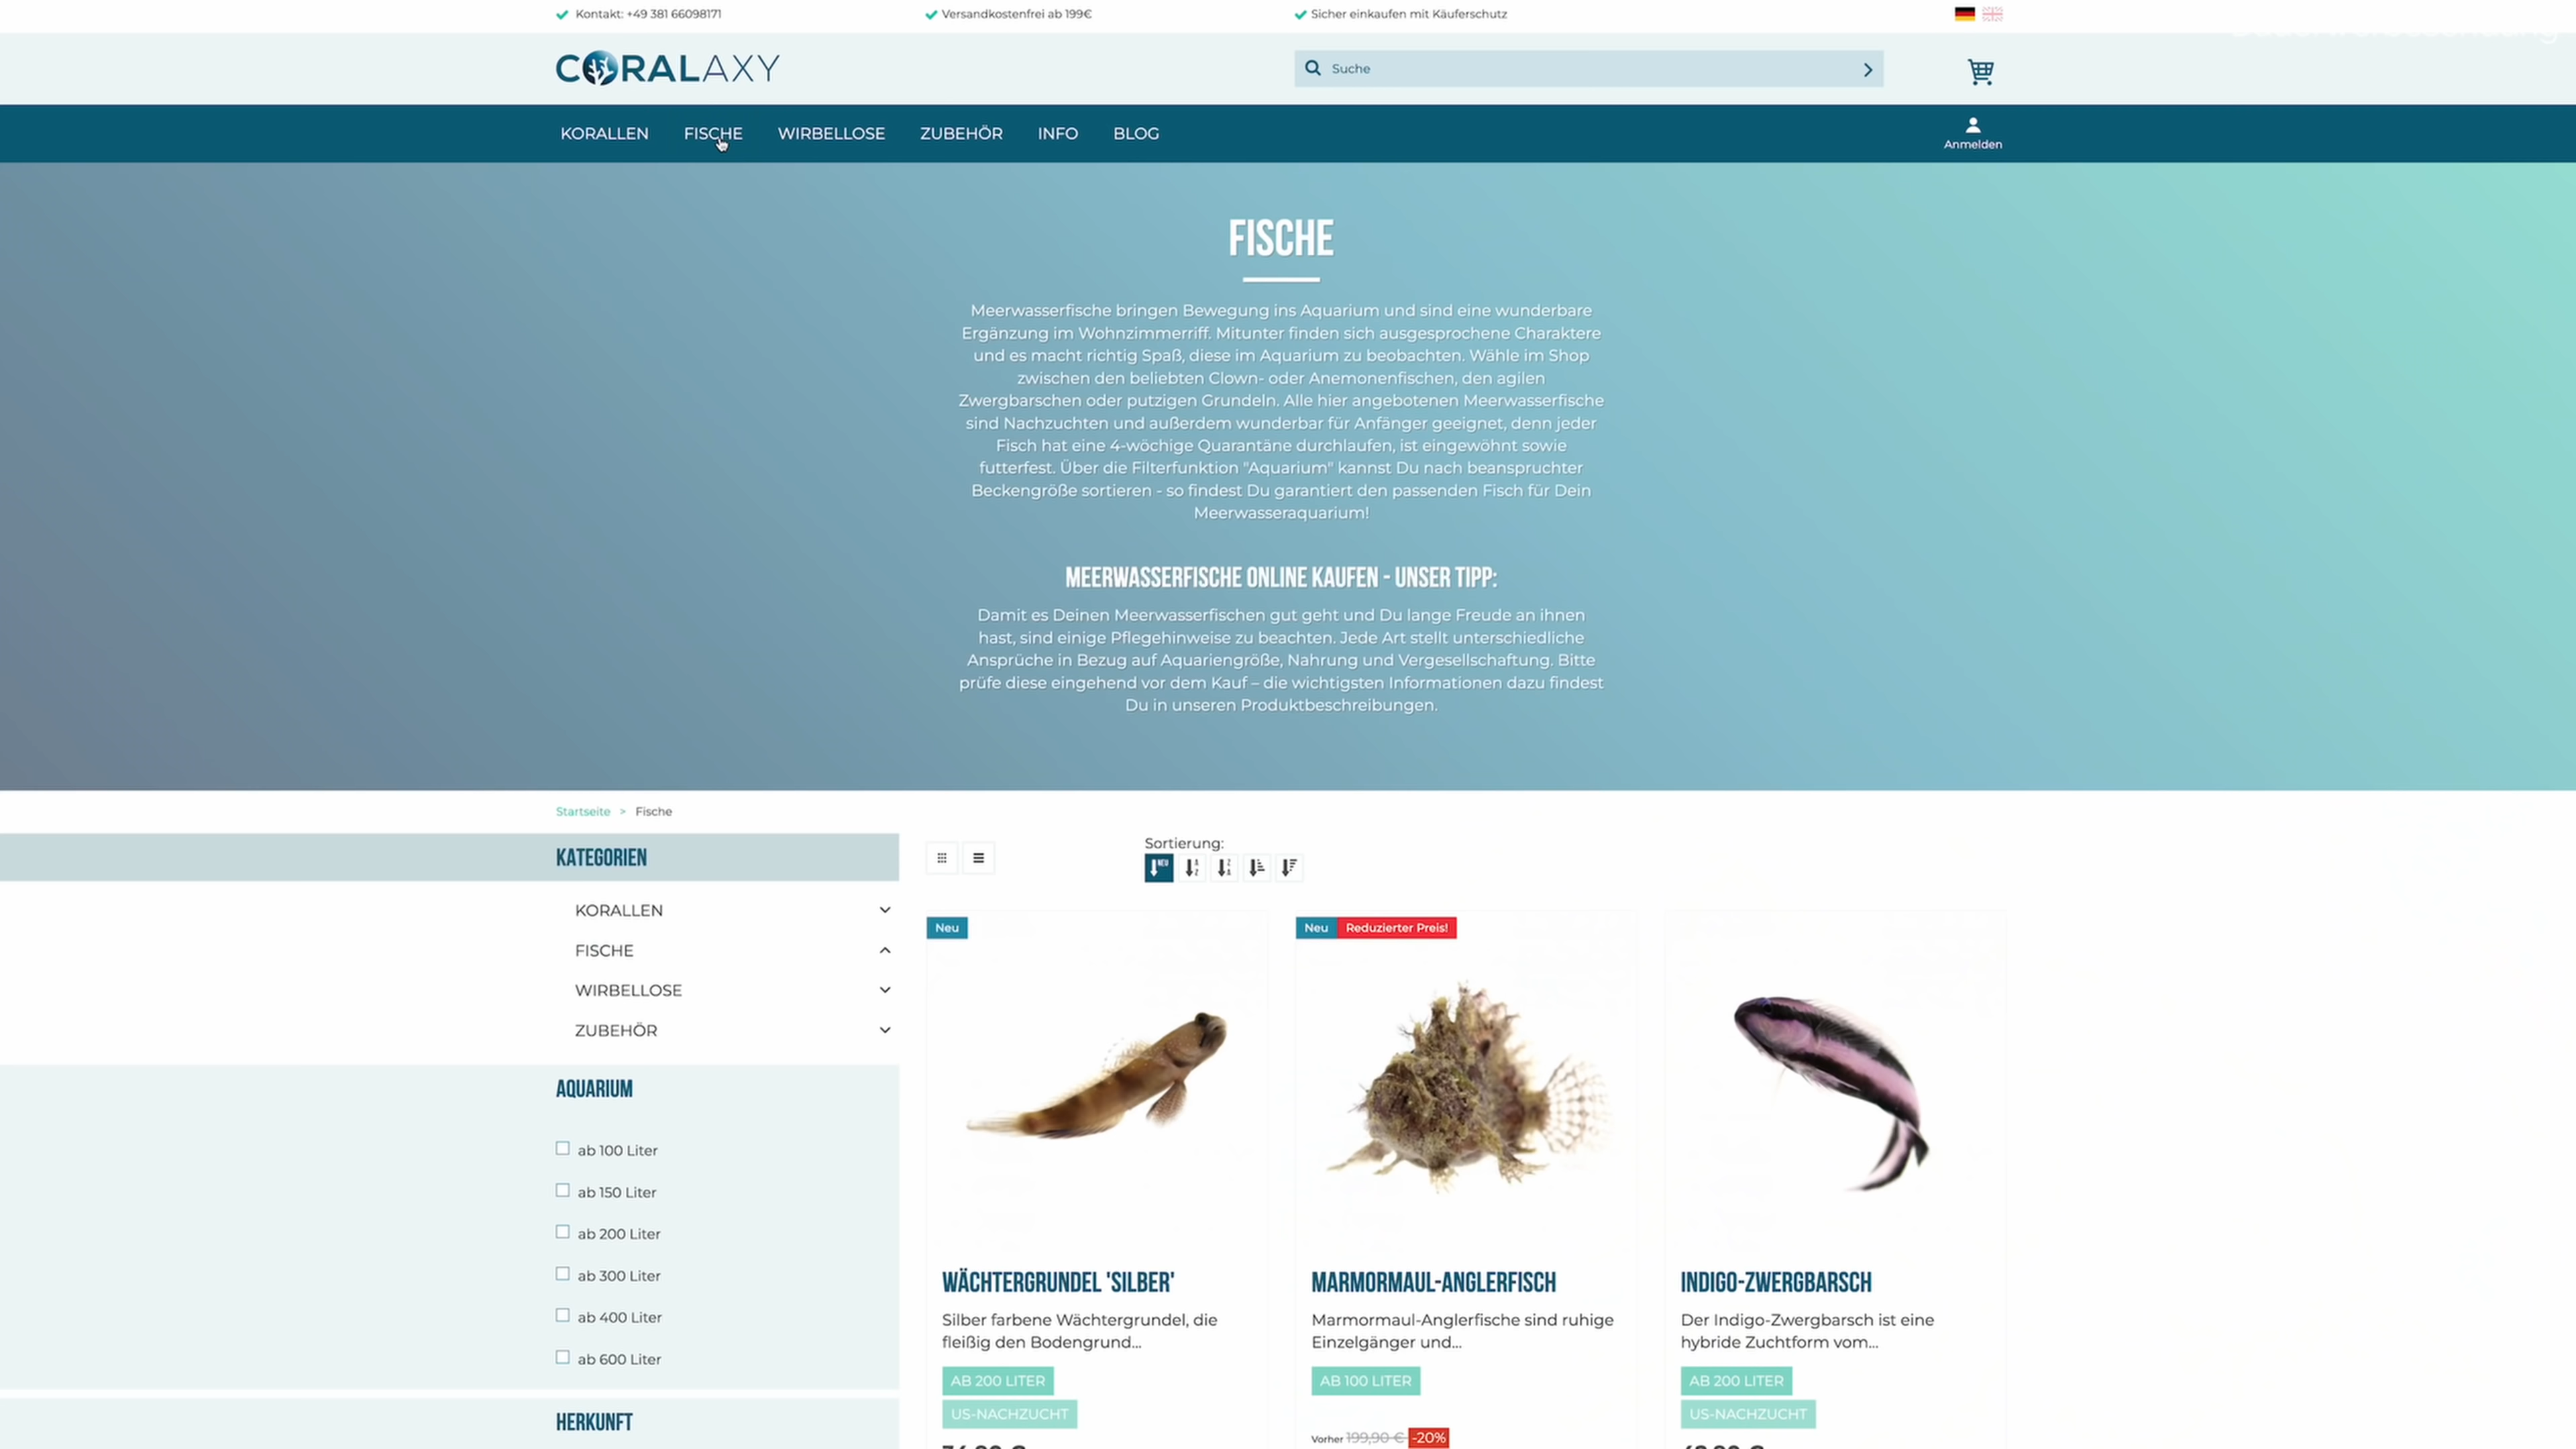 Kontakt: +49 381 66098171
Versandkostenfrei ab 199€
Sicher einkaufen mit Käuferschutz
CORALAXY
Suche
KORALLEN FISCHE WIRBELLOSE ZUBEHÖR INFO BLOG
Anmelden
FISCHE
Meerwasserfische bringen Bewegung ins Aquarium und sind eine wunderbare
Ergänzung im Wohnzimmerriff. Mitunter finden sich ausgesprochene Charaktere
und es macht richtig Spaß, diese im Aquarium zu beobachten. Wähle im Shop
zwischen den beliebten Clown- oder Anemonenfischen, den agilen
Zwergbarschen oder putzigen Grundeln. Alle hier angebotenen Meerwasserfische
sind Nachzuchten und außerdem wunderbar für Anfänger geeignet, denn jeder
Fisch hat eine 4-wöchige Quarantäne durchlaufen, ist eingewöhnt sowie
futterfest. Über die Filterfunktion "Aquarium" kannst Du nach beanspruchter
Beckengröße sortieren - so findest Du garantiert den passenden Fisch für Dein
Meerwasseraquarium!
MEERWASSERFISCHE ONLINE KAUFEN - UNSER TIPP:
Damit es Deinen Meerwasserfischen gut geht und Du lange Freude an ihnen
hast, sind einige Pflegehinweise zu beachten. Jede Art stellt unterschiedliche
Ansprüche in Bezug auf Aquariengröße, Nahrung und Vergesellschaftung. Bitte
prüfe diese eingehend vor dem Kauf – die wichtigsten Informationen dazu findest
Du in unseren Produktbeschreibungen.
Startseite > Fische
KATEGORIEN
KORALLEN
FISCHE
WIRBELLOSE
ZUBEHÖR
AQUARIUM
ab 100 Liter
ab 150 Liter
ab 200 Liter
ab 300 Liter
ab 400 Liter
ab 600 Liter
HERKUNFT
Sortierung:
Neu
WÄCHTERGRUNDEL 'SILBER'
Silber farbene Wächtergrundel, die
fleißig den Bodengrund...
AB 200 LITER
US-NACHZUCHT
Neu Reduzierter Preis!
MARMORMAUL-ANGLERFISCH
Marmormaul-Anglerfische sind ruhige
Einzelgänger und...
AB 100 LITER
Vorher 199,90 € -20%
INDIGO-ZWERGBARSCH
Der Indigo-Zwergbarsch ist eine
hybride Zuchtform vom...
AB 200 LITER
US-NACHZUCHT